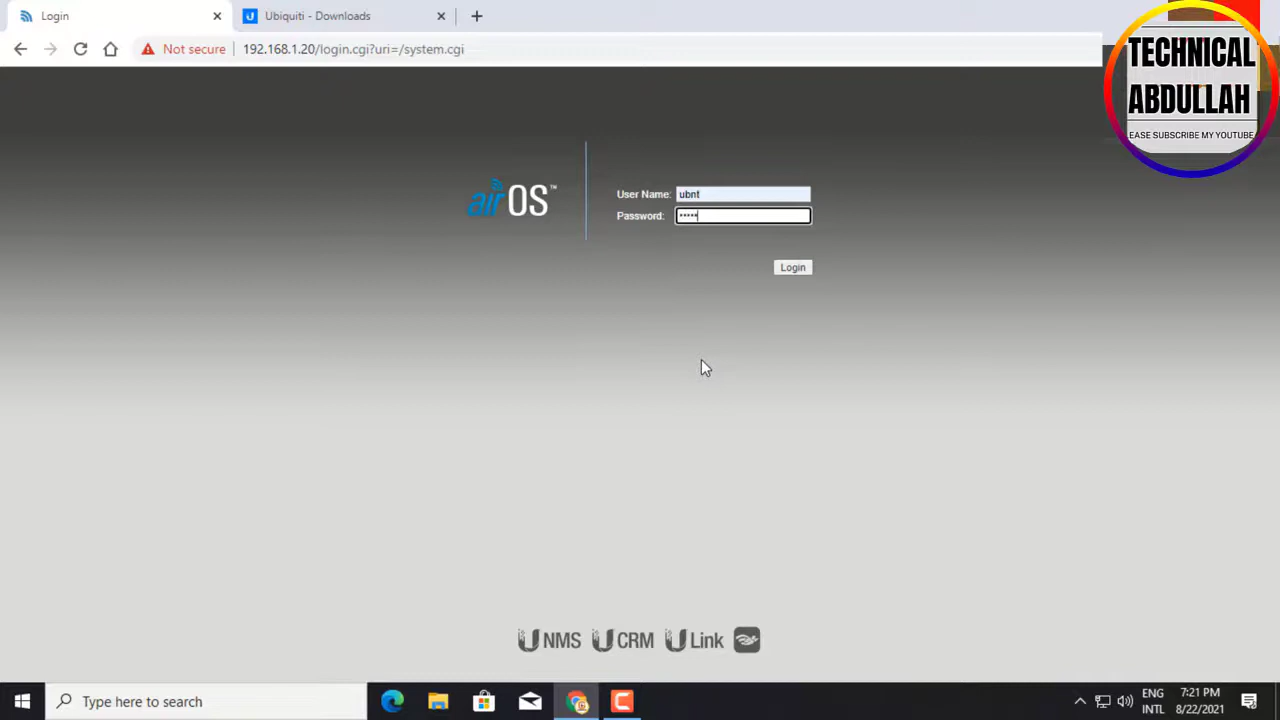 Login
Ubiquiti - Downloads
Not secure
192.168.1.20/login.cgi?uri=/system.cgi
TECHNICAL
ABDULLAH
EASE SUBSCRIBE MY YOUTUBE
airOS™
User Name: ubnt
Password: *****
Login
U NMS U CRM U Link
Type here to search
ENG
INTL
7:21 PM
8/22/2021